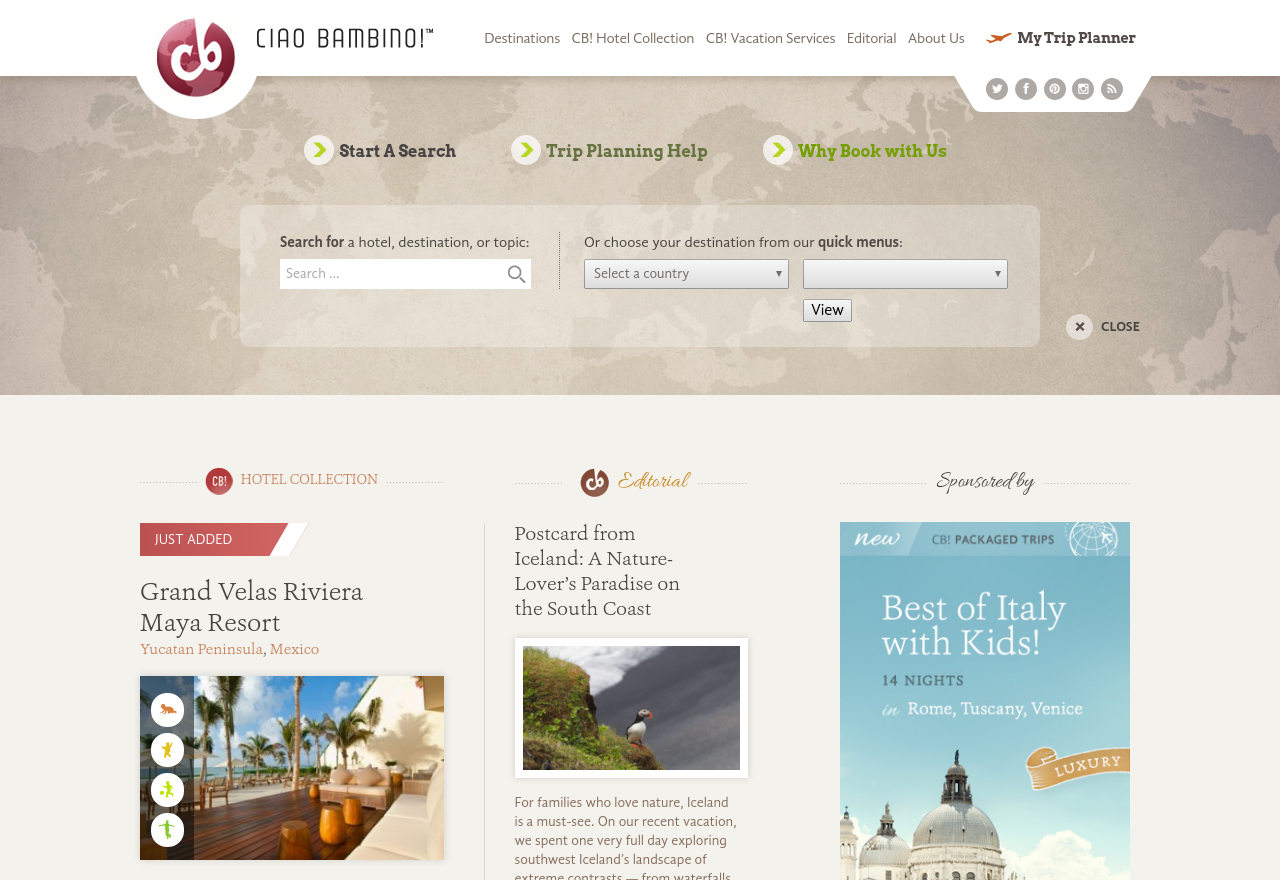 CIAO BAMBINO!™
Destinations CB! Hotel Collection CB! Vacation Services Editorial About Us My Trip Planner
Start A Search Trip Planning Help Why Book with Us
Search for a hotel, destination, or topic:
Search ...
Or choose your destination from our quick menus:
Select a country
View
CLOSE
CB! HOTEL COLLECTION
JUST ADDED
Grand Velas Riviera
Maya Resort
Yucatan Peninsula, Mexico
cb Editorial
Postcard from
Iceland: A Nature-
Lover's Paradise on
the South Coast
For families who love nature, Iceland
is a must-see. On our recent vacation,
we spent one very full day exploring
southwest Iceland's landscape of
extreme contrasts — from waterfalls
Sponsored by
new CB! PACKAGED TRIPS
Best of Italy
with Kids!
14 NIGHTS
in Rome, Tuscany, Venice
LUXURY